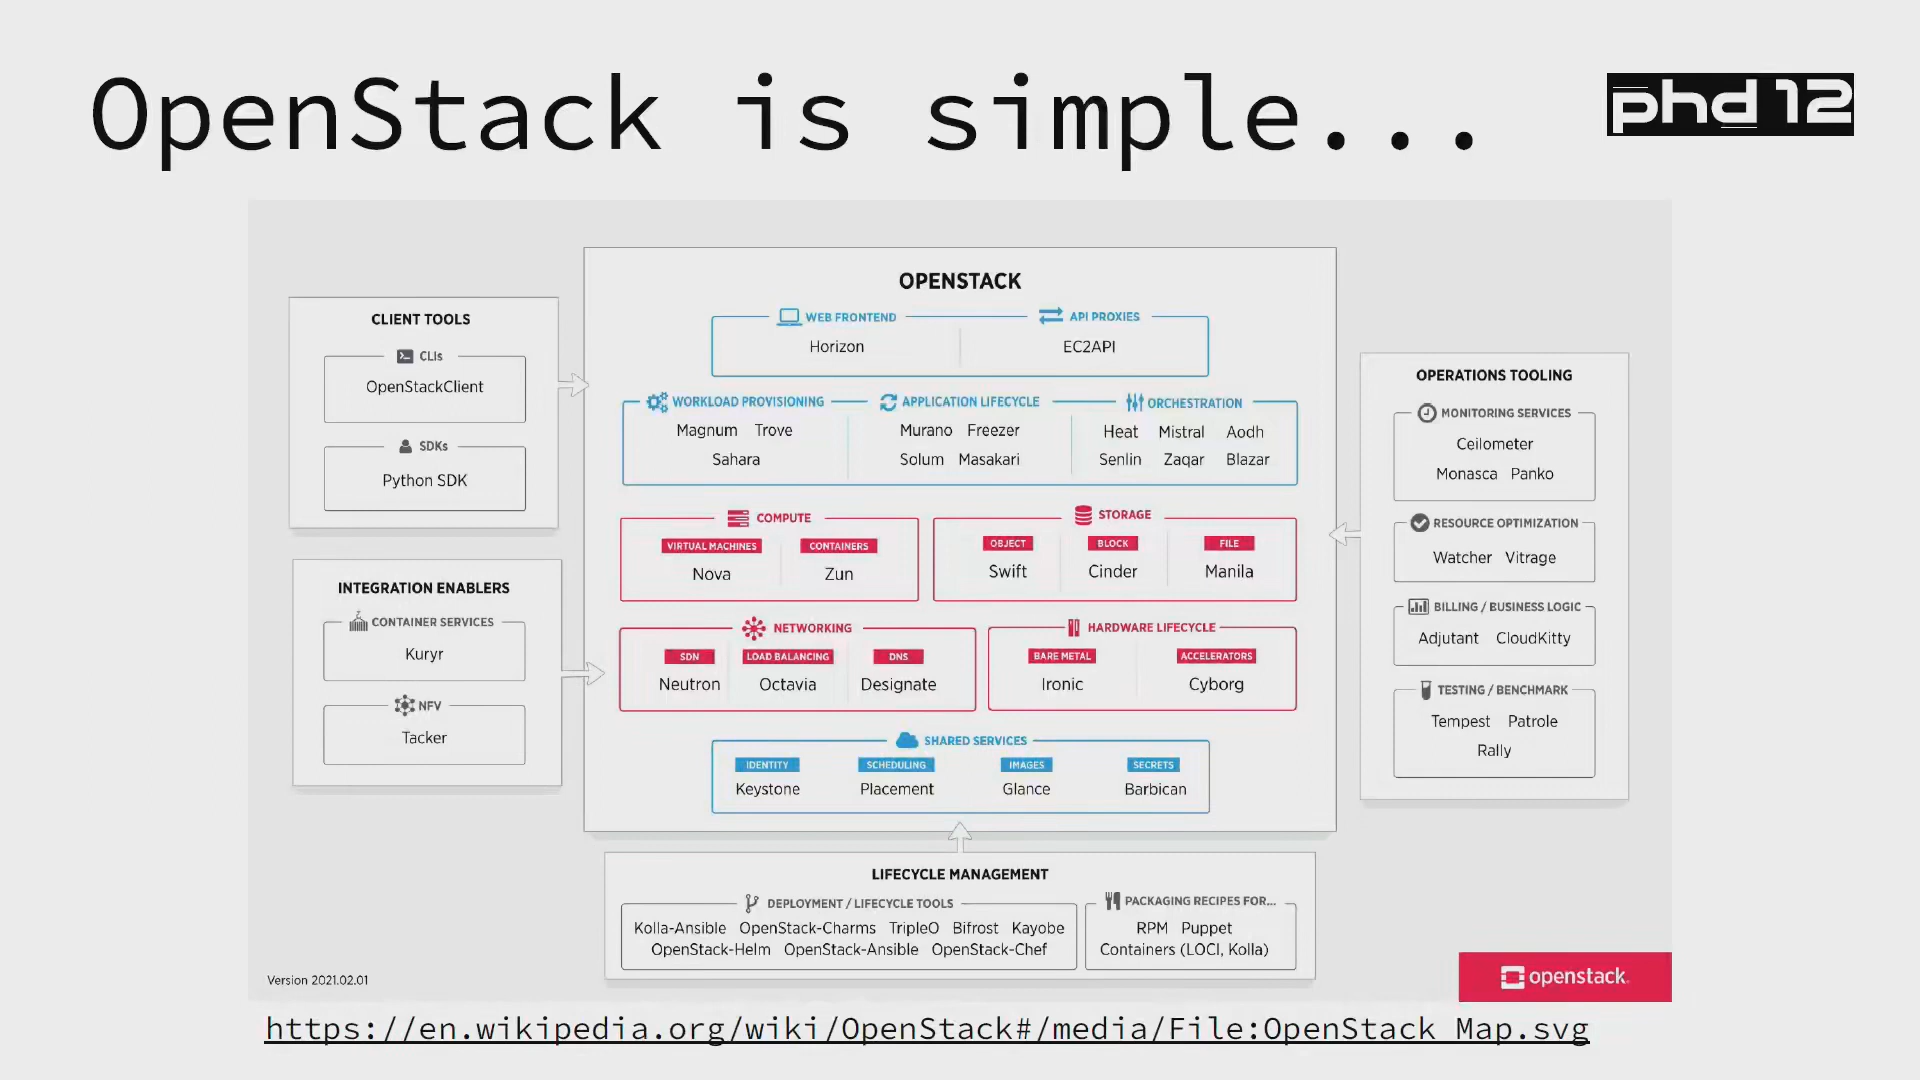 OpenStack is simple...
phd 12
OPENSTACK
WEB FRONTEND
Horizon
API PROXIES
EC2API
CLIENT TOOLS
CLIs
OpenStackClient
SDKs
Python SDK
INTEGRATION ENABLERS
CONTAINER SERVICES
Kuryr
NFV
Tacker
WORKLOAD PROVISIONING
Magnum Trove
Sahara
APPLICATION LIFECYCLE
Murano Freezer
Solum Masakari
ORCHESTRATION
Heat Mistral Aodh
Senlin Zaqar Blazar
COMPUTE
VIRTUAL MACHINES
Nova
CONTAINERS
Zun
STORAGE
OBJECT
Swift
BLOCK
Cinder
FILE
Manila
NETWORKING
SDN
Neutron
LOAD BALANCING
Octavia
DNS
Designate
HARDWARE LIFECYCLE
BARE METAL
Ironic
ACCELERATORS
Cyborg
SHARED SERVICES
IDENTITY
Keystone
SCHEDULING
Placement
IMAGES
Glance
SECRETS
Barbican
OPERATIONS TOOLING
MONITORING SERVICES
Ceilometer
Monasca Panko
RESOURCE OPTIMIZATION
Watcher Vitrage
BILLING / BUSINESS LOGIC
Adjutant CloudKitty
TESTING / BENCHMARK
Tempest Patrole
Rally
LIFECYCLE MANAGEMENT
DEPLOYMENT / LIFECYCLE TOOLS
Kolla-Ansible OpenStack-Charms TripleO Bifrost Kayobe
OpenStack-Helm OpenStack-Ansible OpenStack-Chef
PACKAGING RECIPES FOR...
RPM Puppet
Containers (LOCI, Kolla)
Version 2021.02.01
openstack.
https://en.wikipedia.org/wiki/OpenStack#/media/File:OpenStack_Map.svg